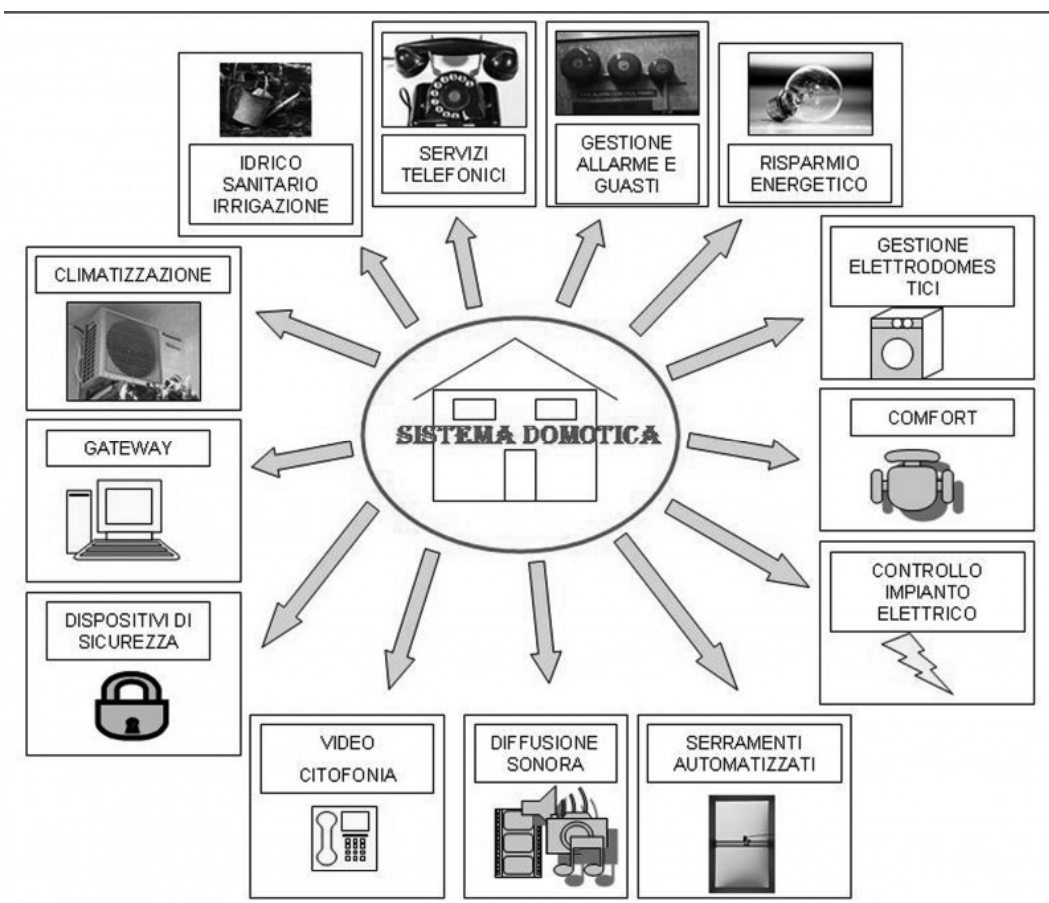 IDRICO
SANITARIO
IRRIGAZIONE
SERVIZI
TELEFONICI
GESTIONE
ALLARME E
GUASTI
RISPARMIO
ENERGETICO
CLIMATIZZAZIONE
GESTIONE
ELETTRODOMES
TICI
GATEWAY
SISTEMA DOMOTICA
COMFORT
DISPOSITIVI DI
SICUREZZA
CONTROLLO
IMPIANTO
ELETTRICO
VIDEO
CITOFONIA
DIFFUSIONE
SONORA
SERRAMENTI
AUTOMATIZZATI